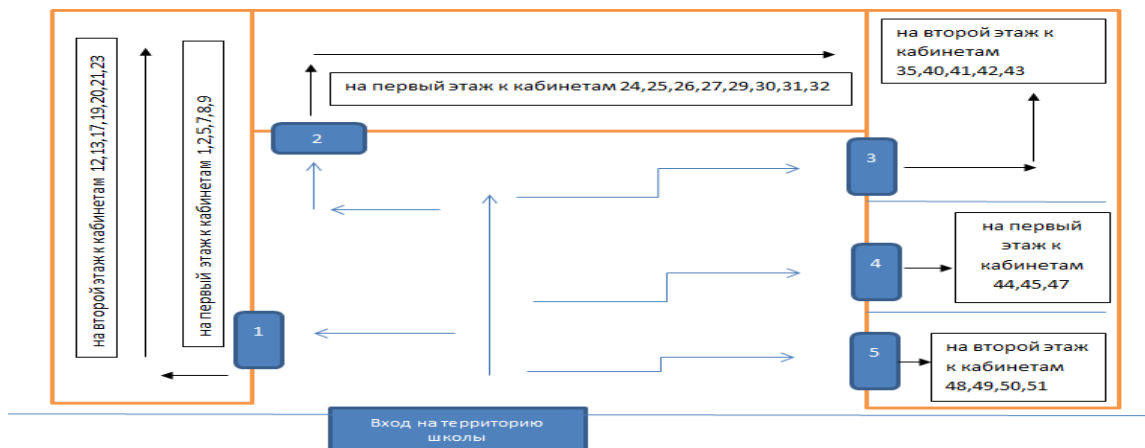 на второй этаж к кабинетам 12,13,17,19,20,21,23
на первый этаж к кабинетам 1,2,5,7,8,9
на первый этаж к кабинетам 24,25,26,27,29,30,31,32
на второй этаж к
кабинетам
35,40,41,42,43
2
3
на первый
этаж к
кабинетам
44,45,47
4
1
5
на второй этаж
к кабинетам
48,49,50,51
Вход на территорию
школы